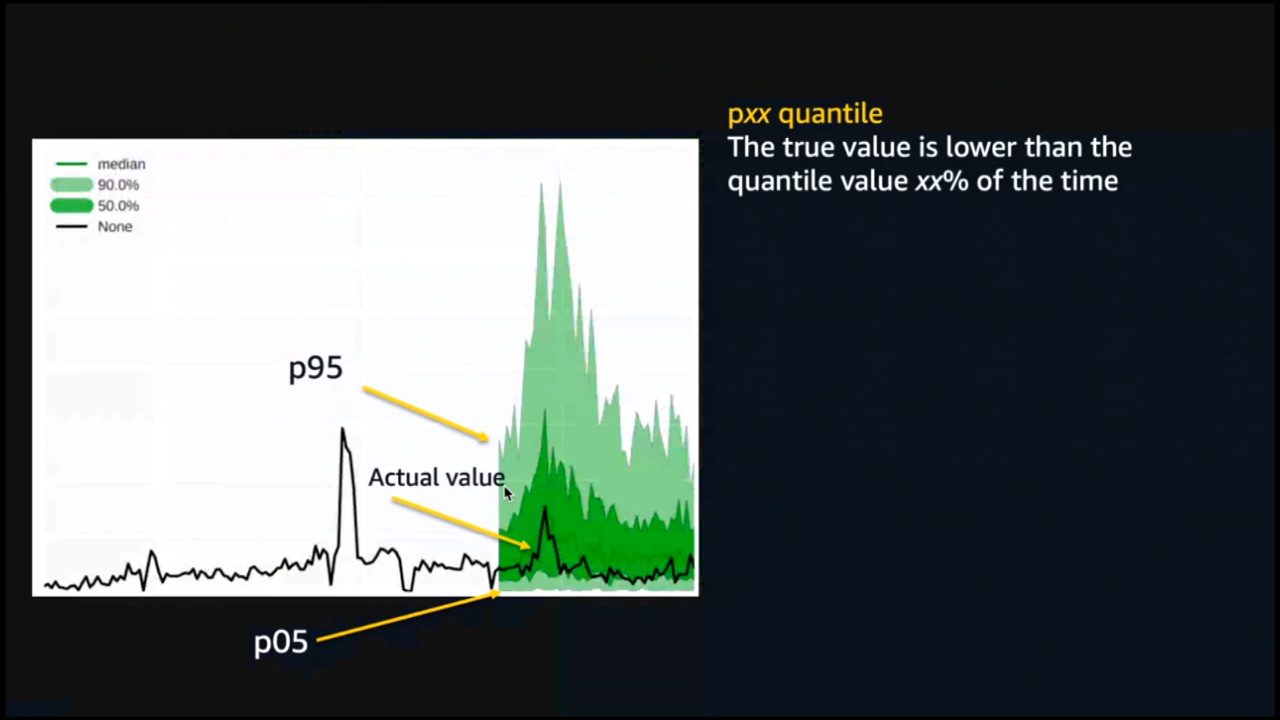 pxx quantile
The true value is lower than the
quantile value xx% of the time
median
90.0%
50.0%
None
p95
Actual value
p05